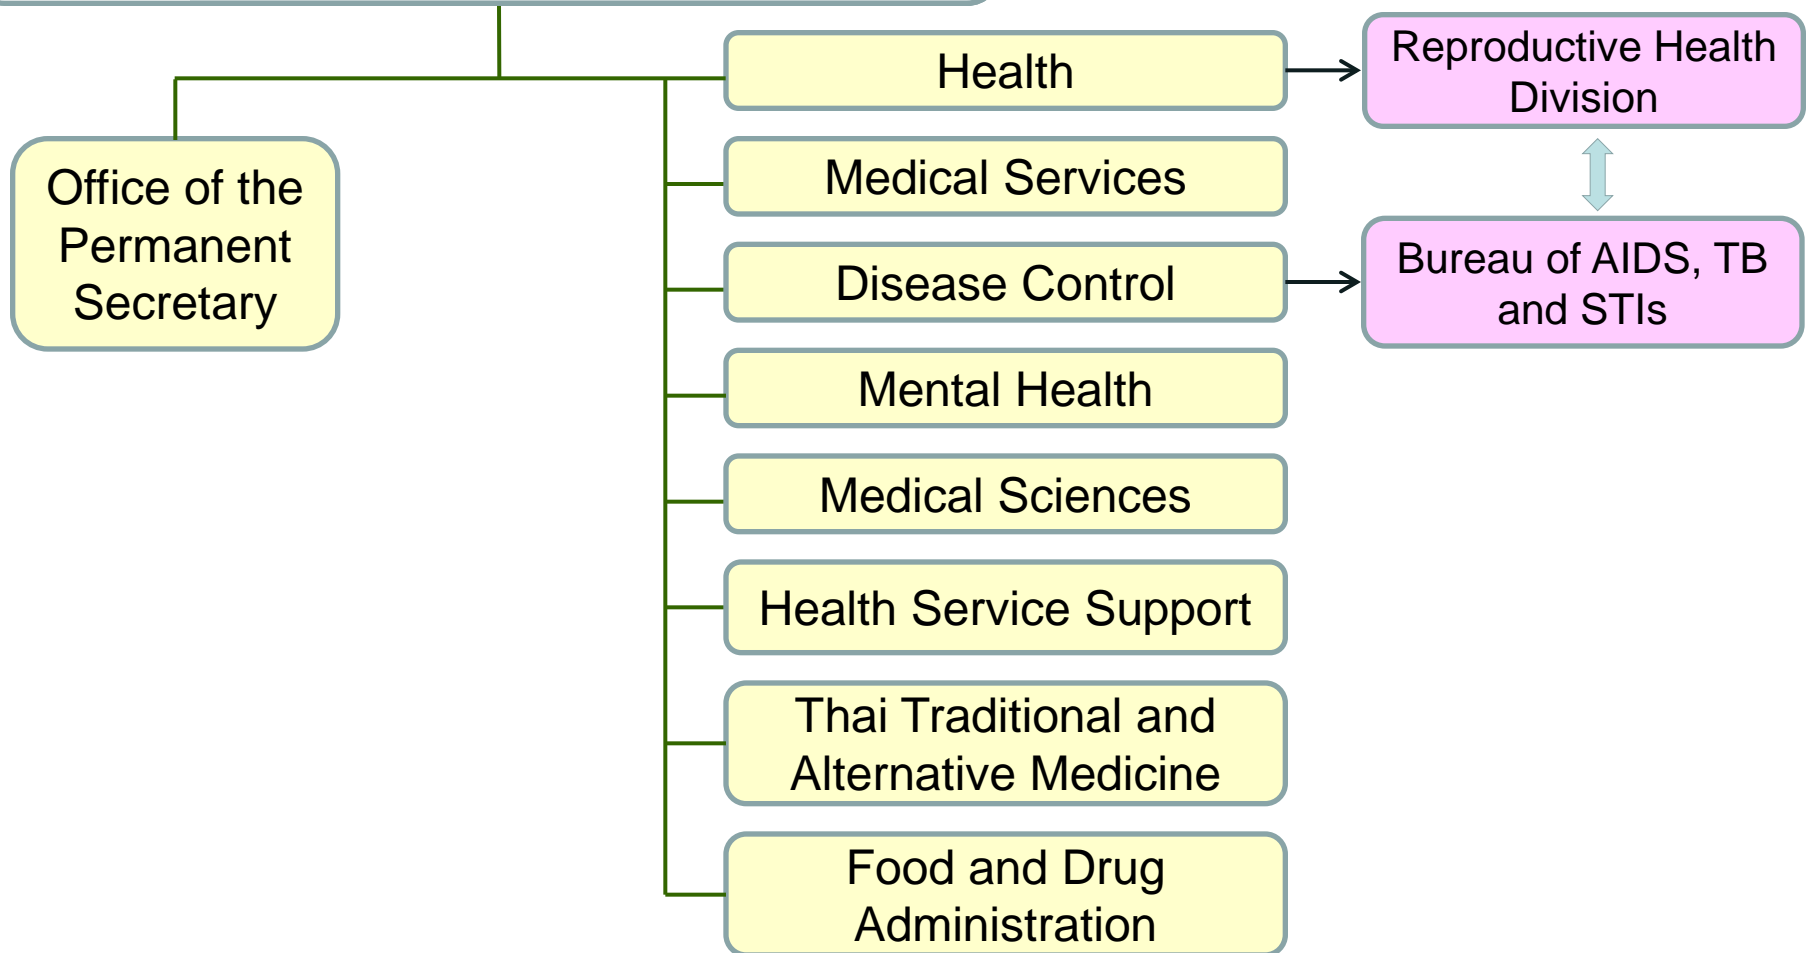 Health
Reproductive Health
Division
Office of the
Permanent
Secretary
Medical Services
Disease Control
Bureau of AIDS, TB
and STIs
Mental Health
Medical Sciences
Health Service Support
Thai Traditional and
Alternative Medicine
Food and Drug
Administration